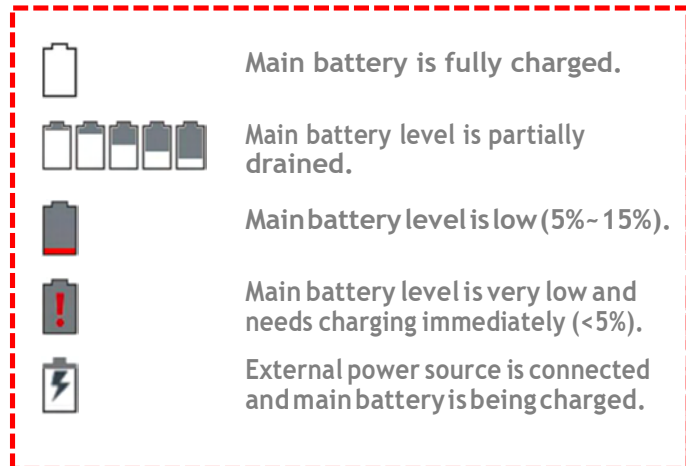 Main battery is fully charged.
Main battery level is partially
drained.
Main battery level is low (5%~ 15%).
Main battery level is very low and
needs charging immediately (<5%).
External power source is connected
and main battery is being charged.